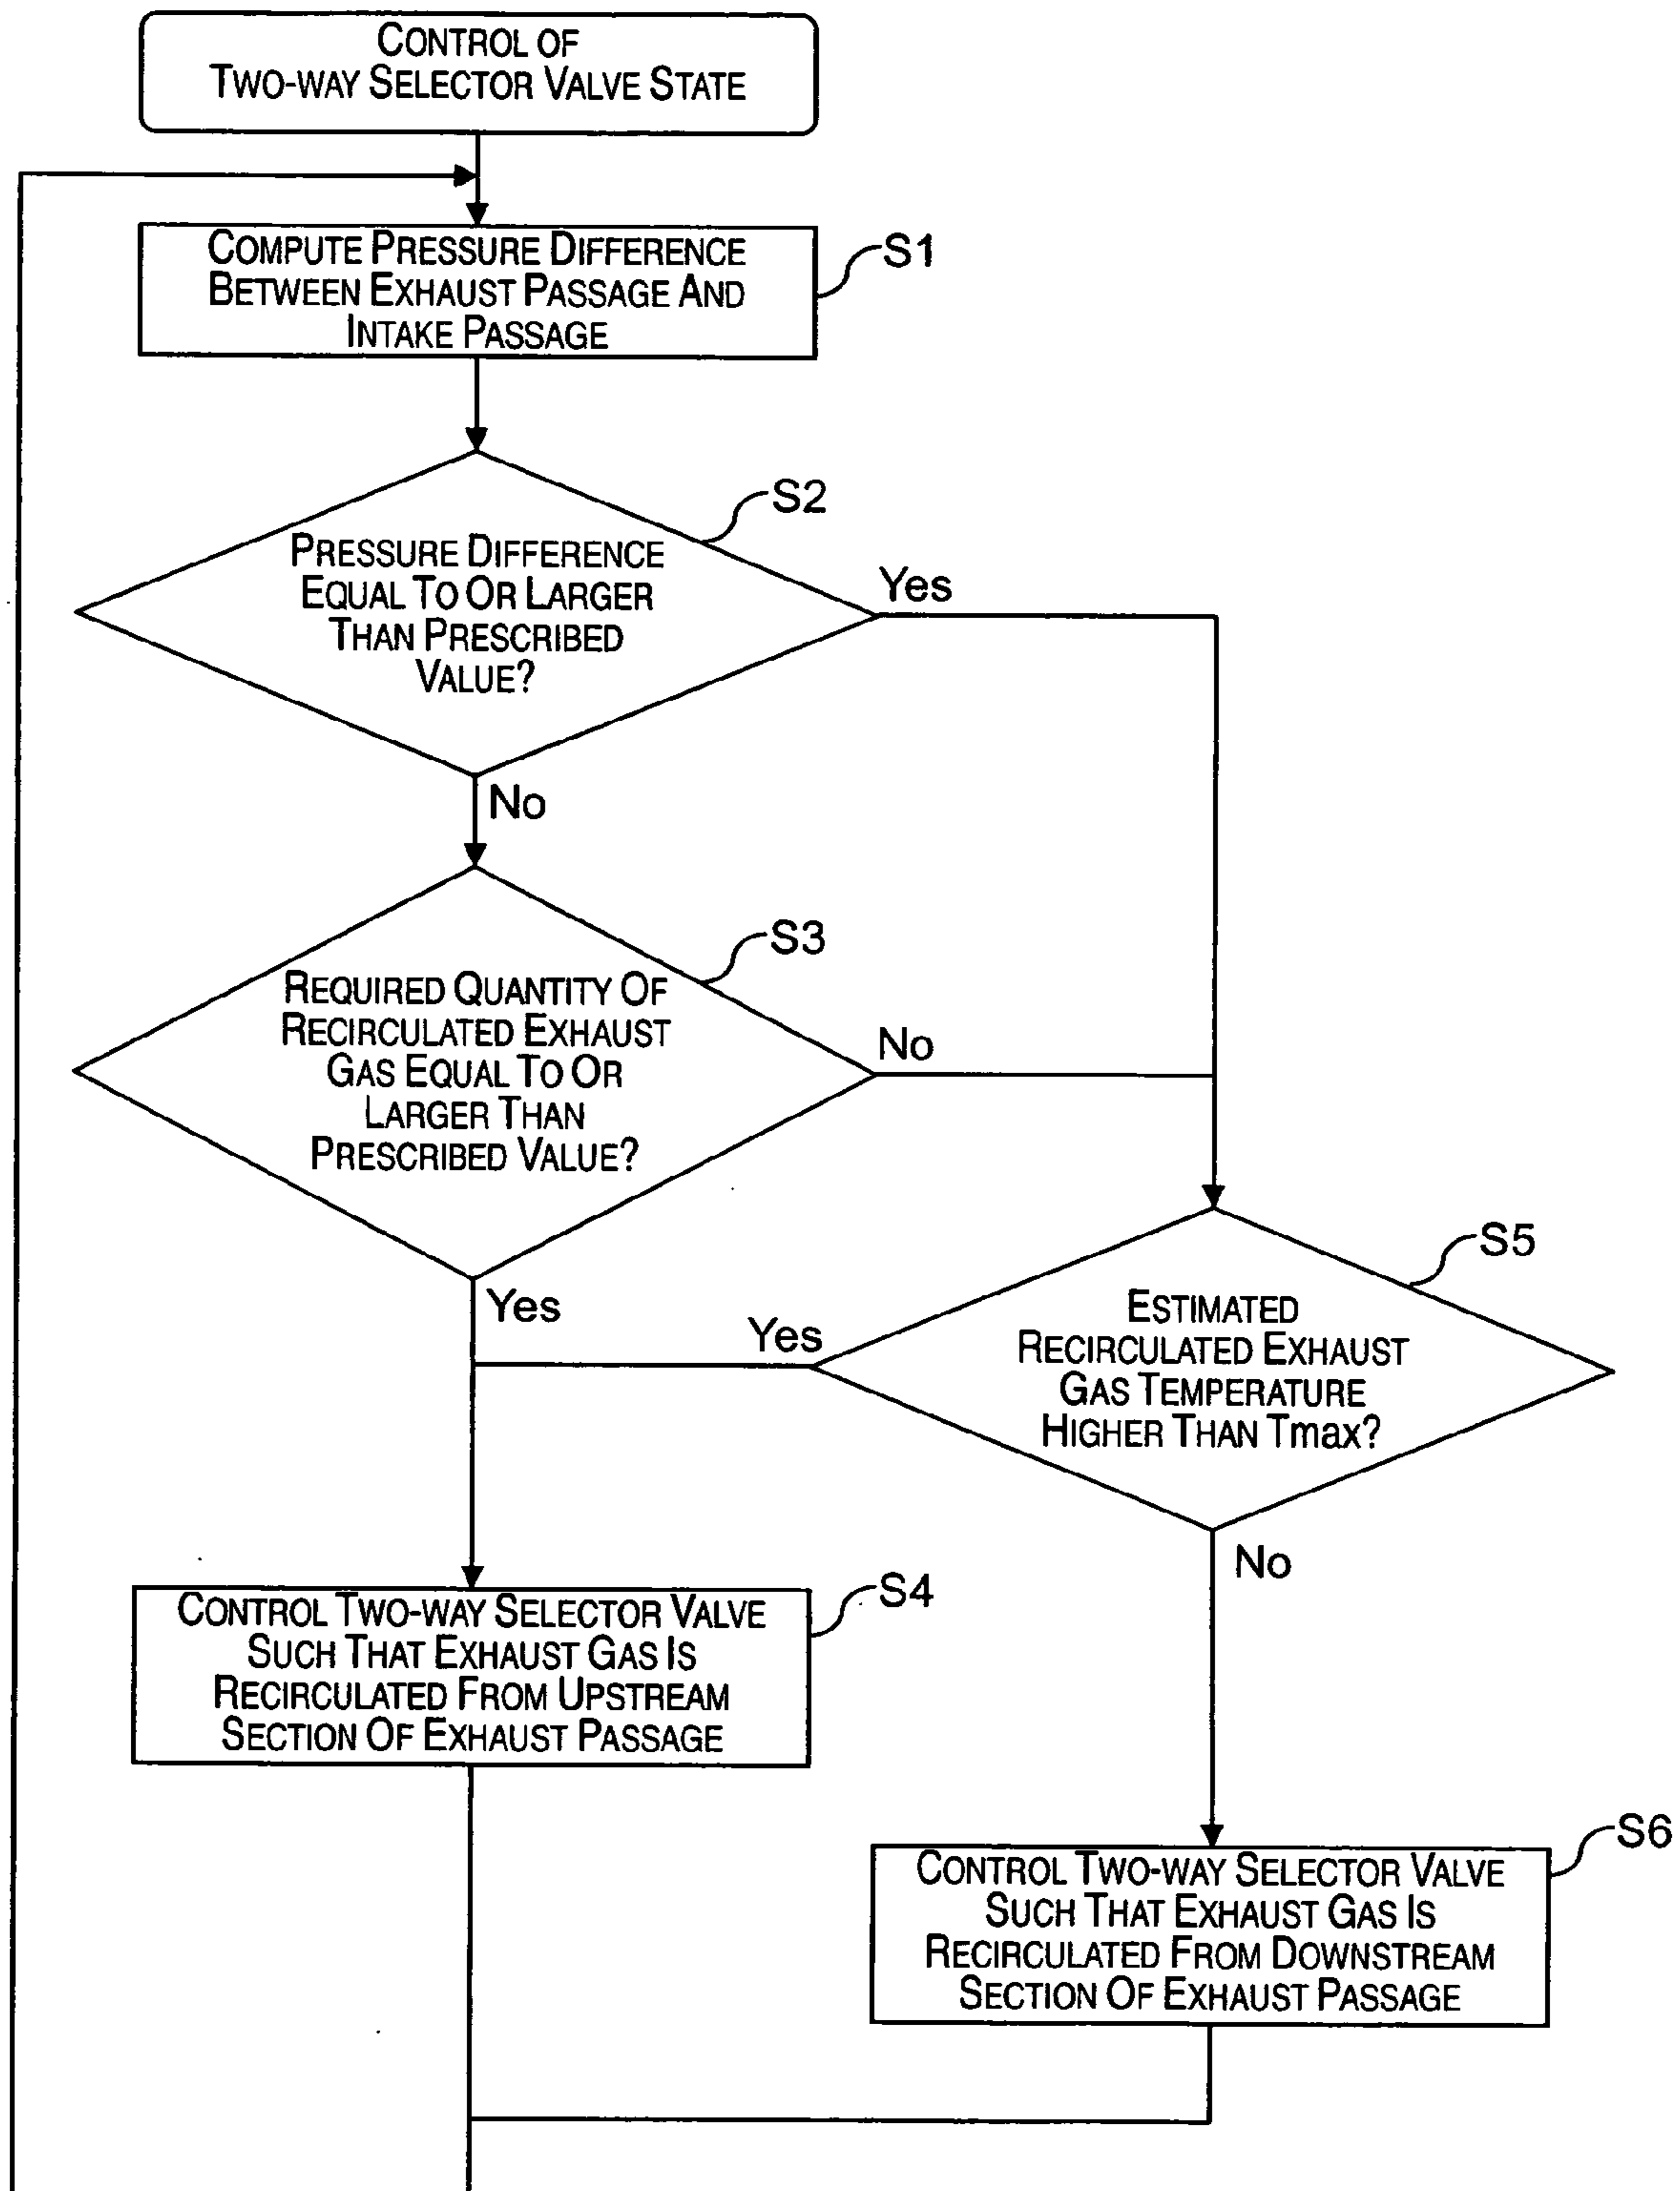 CONTROL OF
TWO-WAY SELECTOR VALVE STATE
COMPUTE PRESSURE DIFFERENCE
BETWEEN EXHAUST PASSAGE AND
INTAKE PASSAGE
S1
S2
PRESSURE DIFFERENCE
EQUAL TO OR LARGER
THAN PRESCRIBED
VALUE?
Yes
No
S3
REQUIRED QUANTITY OF
RECIRCULATED EXHAUST
GAS EQUAL TO OR
LARGER THAN
PRESCRIBED VALUE?
No
Yes
S5
ESTIMATED
RECIRCULATED EXHAUST
GAS TEMPERATURE
HIGHER THAN Tmax?
Yes
No
S4
CONTROL TWO-WAY SELECTOR VALVE
SUCH THAT EXHAUST GAS IS
RECIRCULATED FROM UPSTREAM
SECTION OF EXHAUST PASSAGE
S6
CONTROL TWO-WAY SELECTOR VALVE
SUCH THAT EXHAUST GAS IS
RECIRCULATED FROM DOWNSTREAM
SECTION OF EXHAUST PASSAGE